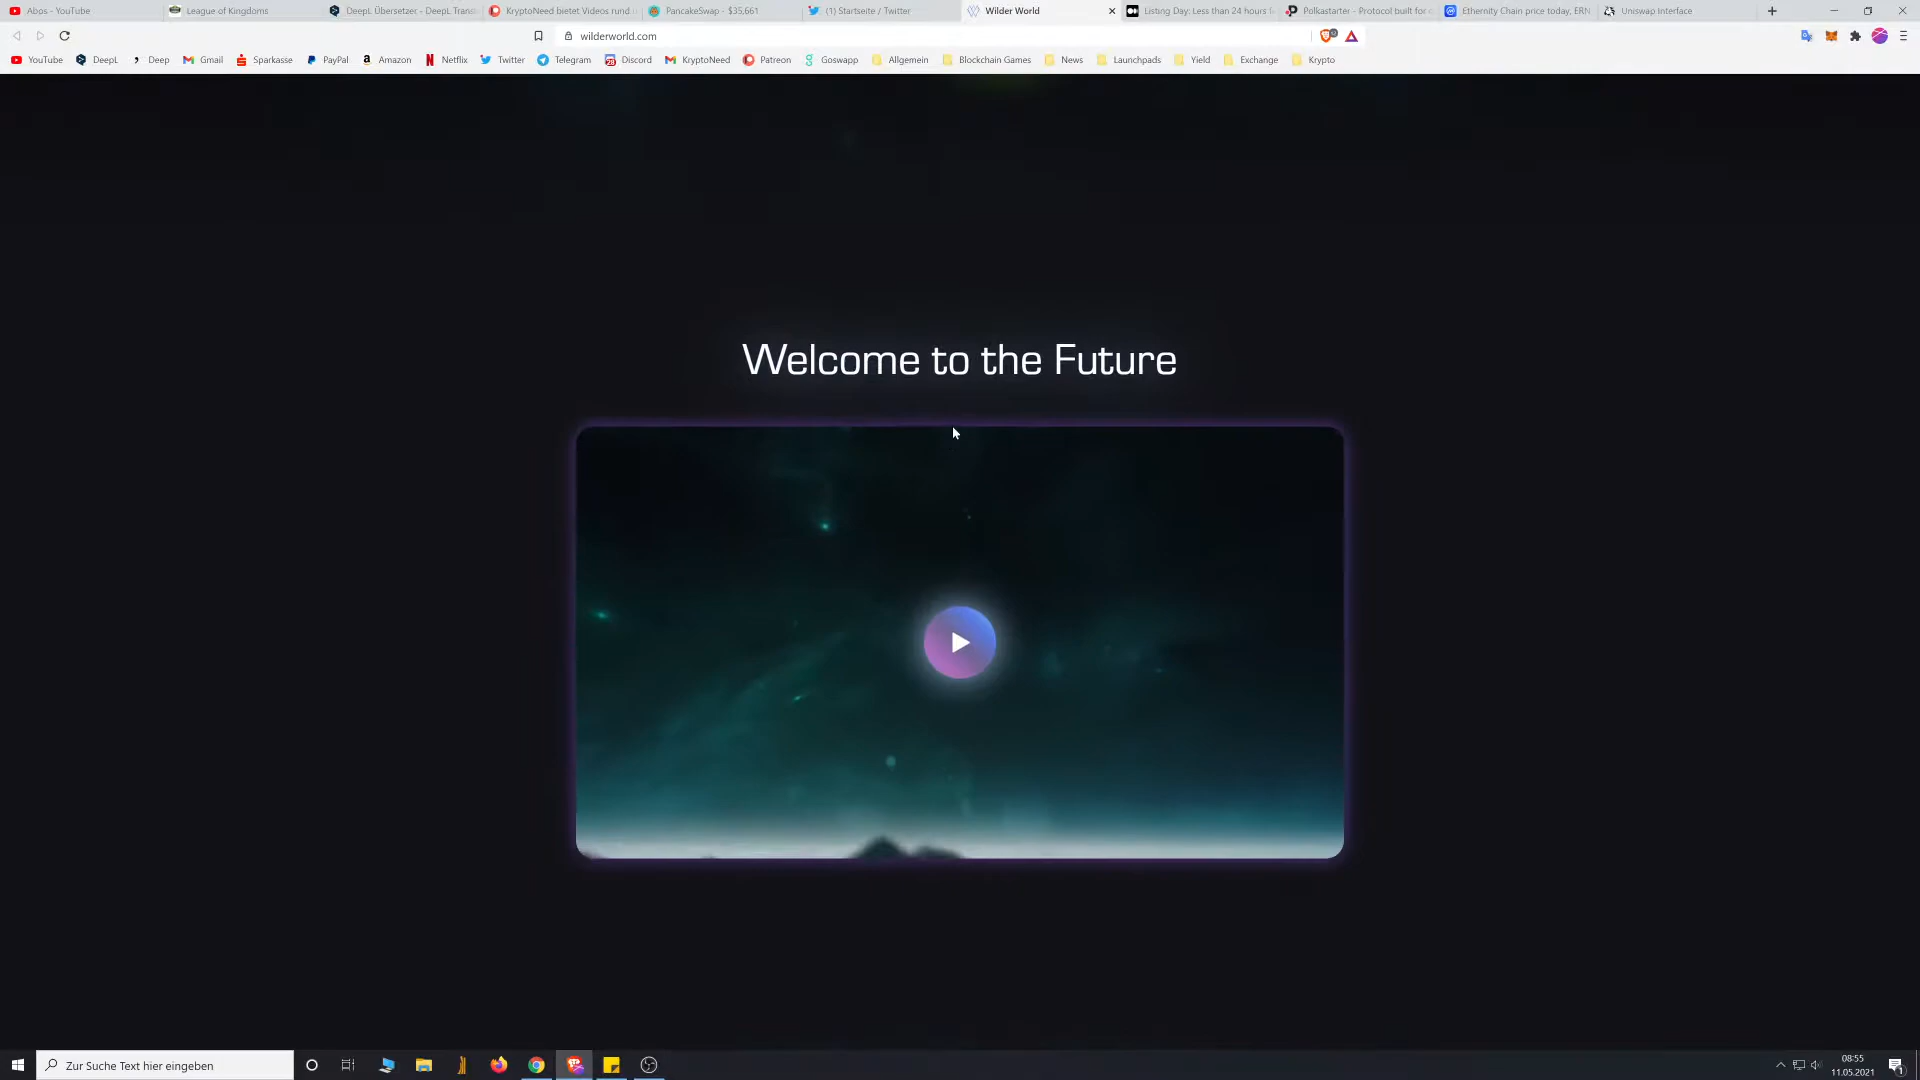 Abos - YouTube
League of Kingdoms
DeepL Übersetzer - DeepL Trans
KryptoNeed bietet Videos rund
PancakeSwap - $35,661
(1) Startseite / Twitter
Wilder World
Listing Day: Less than 24 hours
Polkastarter - Protocol built for
Ethernity Chain price today, ERN
Uniswap Interface
wilderworld.com
YouTube
DeepL
Deep
Gmail
Sparkasse
PayPal
Amazon
Netflix
Twitter
Telegram
Discord
KryptoNeed
Patreon
Goswapp
Allgemein
Blockchain Games
News
Launchpads
Yield
Exchange
Krypto
Welcome to the Future
Zur Suche Text hier eingeben
08:55
11.05.2021